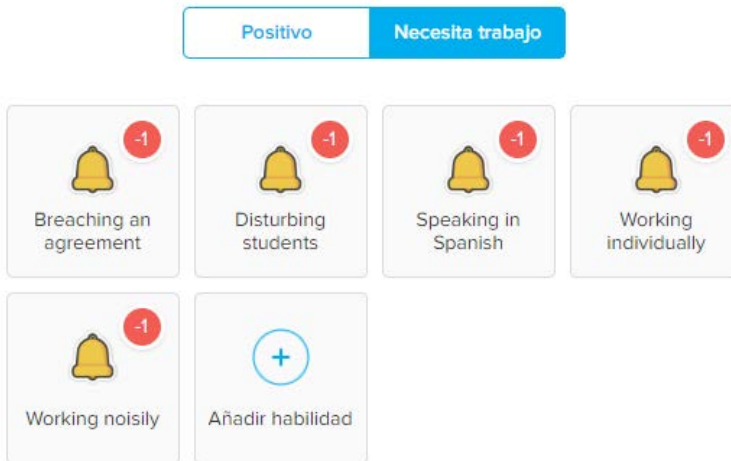 Positivo
Necesita trabajo
-1
-1
-1
-1
Breaching an
agreement
Disturbing
students
Speaking in
Spanish
Working
individually
-1
Working noisily
Añadir habilidad